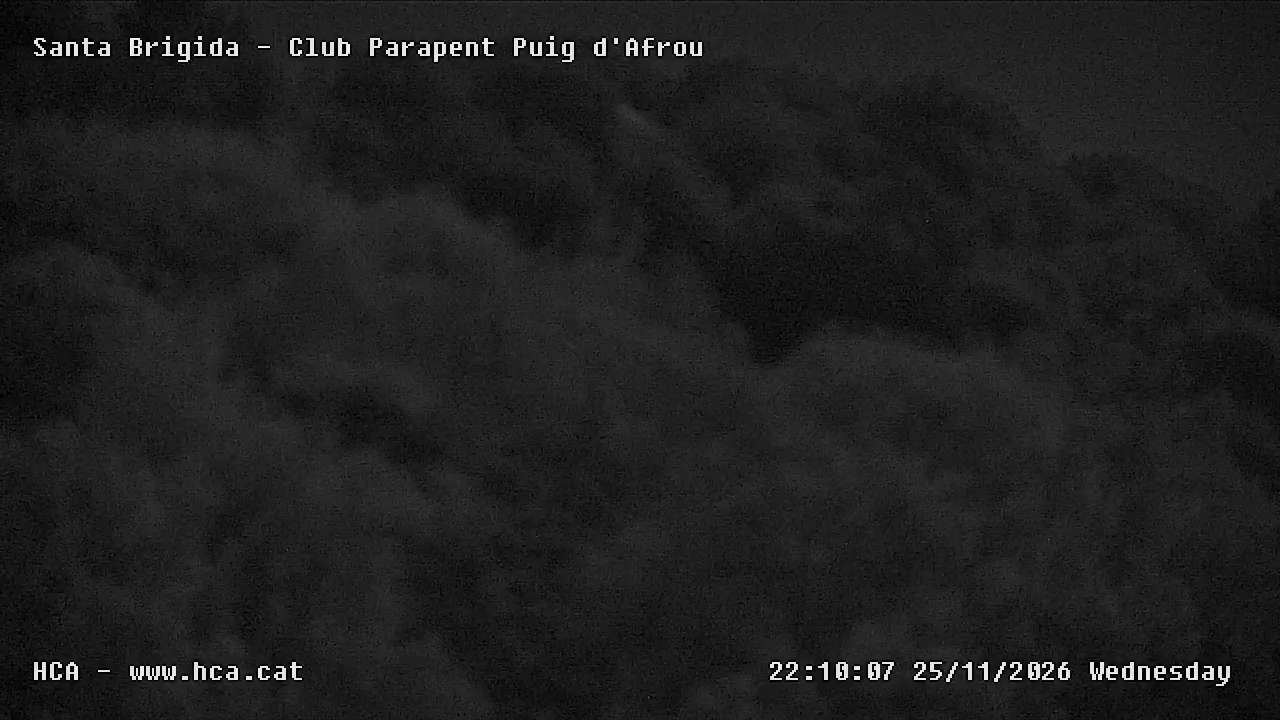 Santa Brigida - Club Parapent Puig d'Afrou
HCA - www.hca.cat
22:10:07 25/11/2026 Wednesday